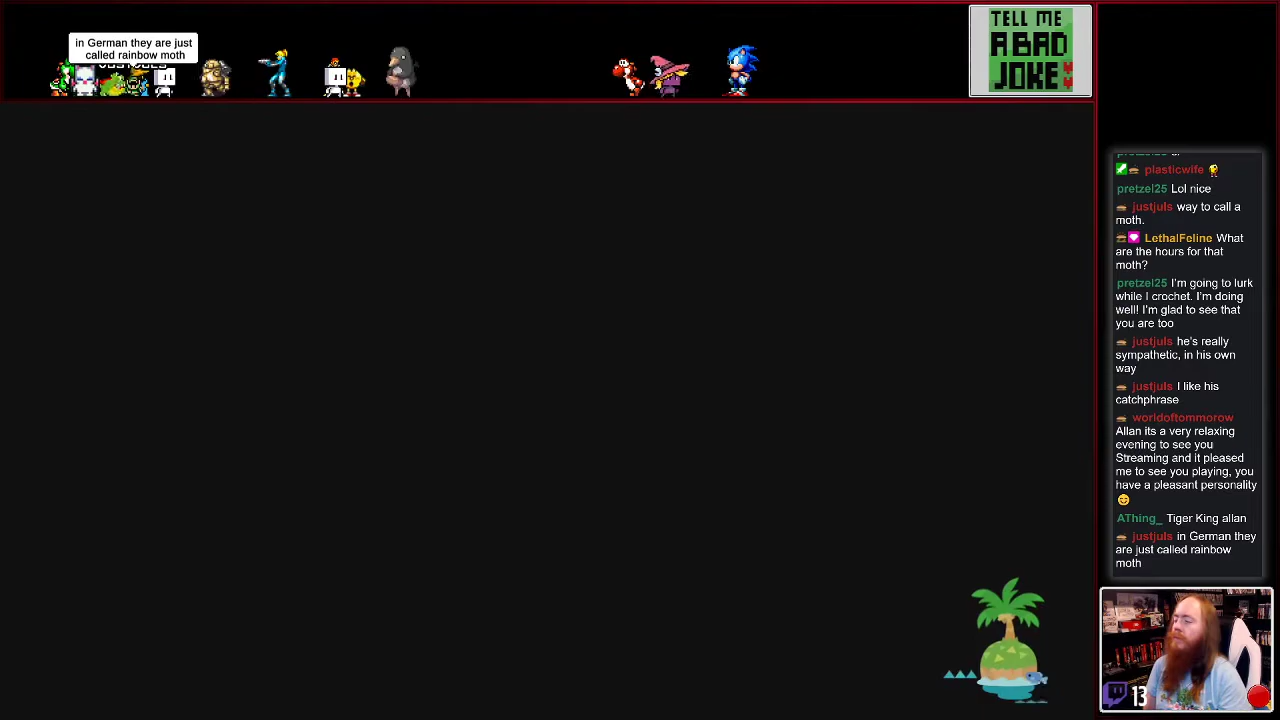 in German they are just
called rainbow moth
TELL ME
A BAD
JOKE
plasticwife
pretzel25 Lol nice
justjuls way to call a
moth.
LethalFeline What
are the hours for that
moth?
pretzel25 I'm going to lurk
while I crochet. I'm doing
well! I'm glad to see that
you are too
justjuls he's really
sympathetic, in his own
way
justjuls I like his
catchphrase
worldoftommorow
Allan its a very relaxing
evening to see you
Streaming and it pleased
me to see you playing, you
have a pleasant personality
AThing_ Tiger King allan
justjuls in German they
are just called rainbow
moth
13